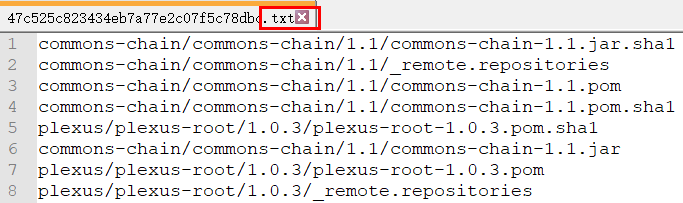 47c525c823434eb7a77e2c07f5c78dbc.txt
1 commons-chain/commons-chain/1.1/commons-chain-1.1.jar.sha1
2 commons-chain/commons-chain/1.1/_remote.repositories
3 commons-chain/commons-chain/1.1/commons-chain-1.1.pom
4 commons-chain/commons-chain/1.1/commons-chain-1.1.pom.sha1
5 plexus/plexus-root/1.0.3/plexus-root-1.0.3.pom.sha1
6 commons-chain/commons-chain/1.1/commons-chain-1.1.jar
7 plexus/plexus-root/1.0.3/plexus-root-1.0.3.pom
8 plexus/plexus-root/1.0.3/_remote.repositories